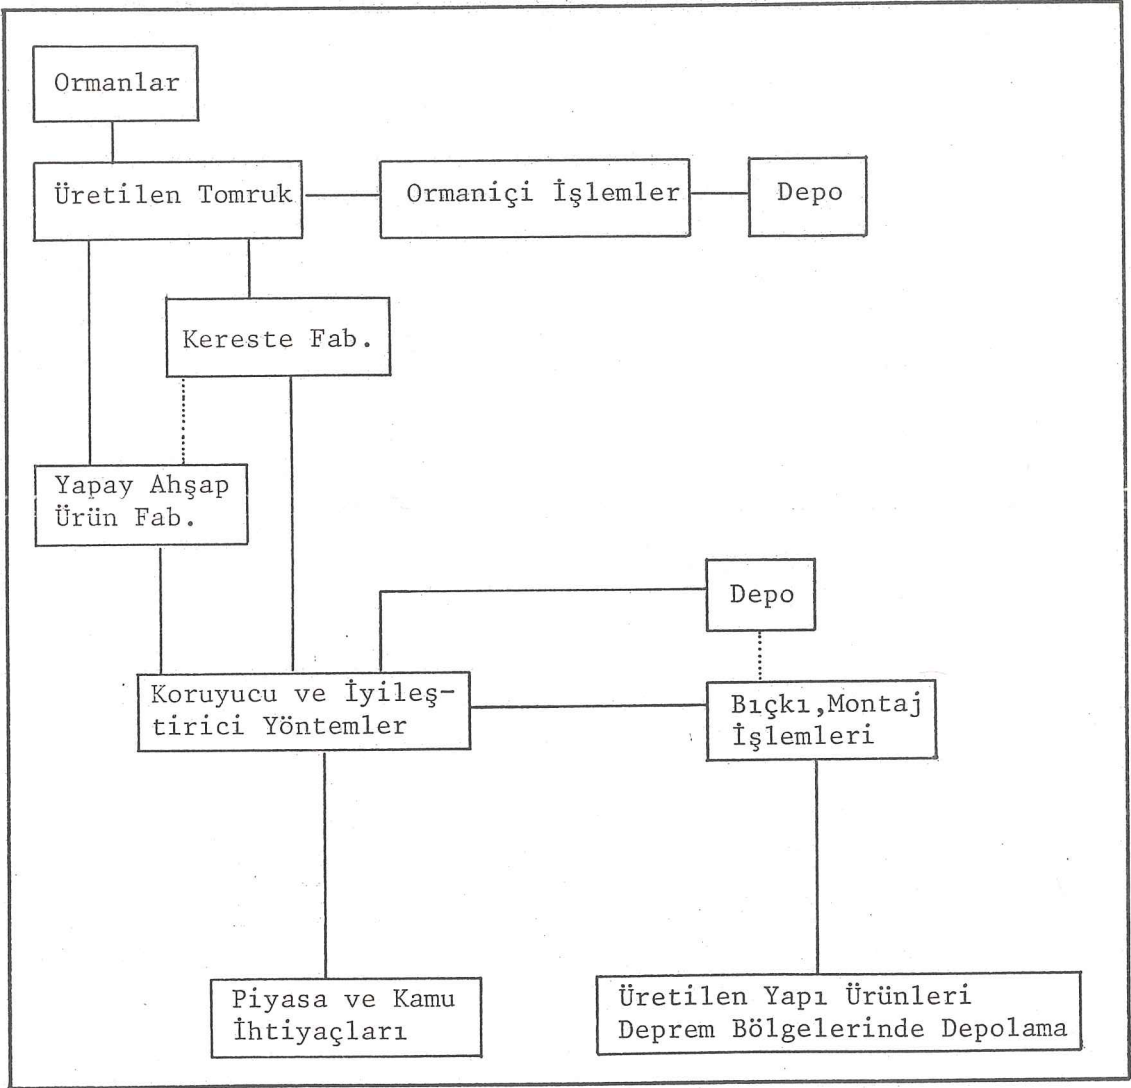 Ormanlar
Üretilen Tomruk
Ormaniçi İşlemler
Depo
Kereste Fab.
Yapay Ahşap
Ürün Fab.
Depo
Koruyucu ve İyileş-
tirici Yöntemler
Bıçkı,Montaj
İşlemleri
Piyasa ve Kamu
İhtiyaçları
Üretilen Yapı Ürünleri
Deprem Bölgelerinde Depolama